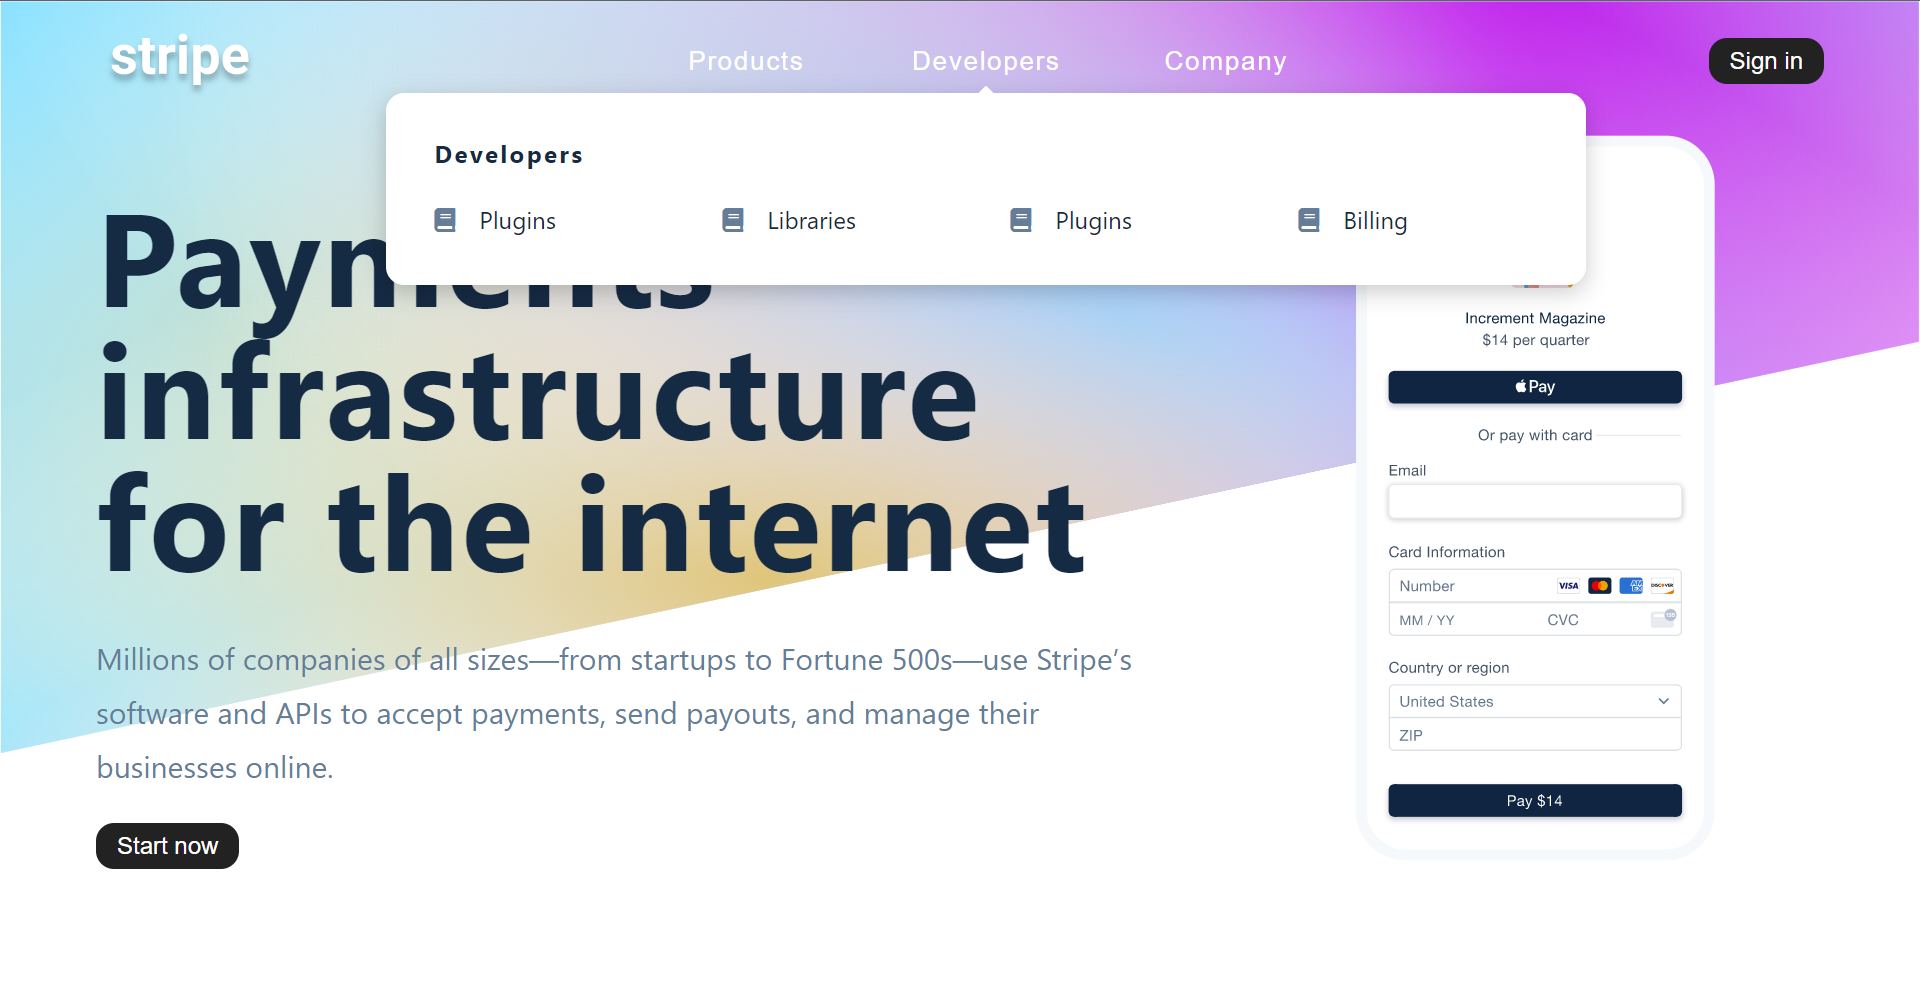 stripe
Products
Developers
Company
Sign in
Developers
Plugins
Libraries
Plugins
Billing
Payments
infrastructure
for the internet
Millions of companies of all sizes—from startups to Fortune 500s—use Stripe’s
software and APIs to accept payments, send payouts, and manage their
businesses online.
Start now
Increment Magazine
$14 per quarter
Pay
Or pay with card
Email
Card Information
Number
VISA
AMEX
DISCOVER
MM / YY
CVC
135
Country or region
United States
ZIP
Pay $14